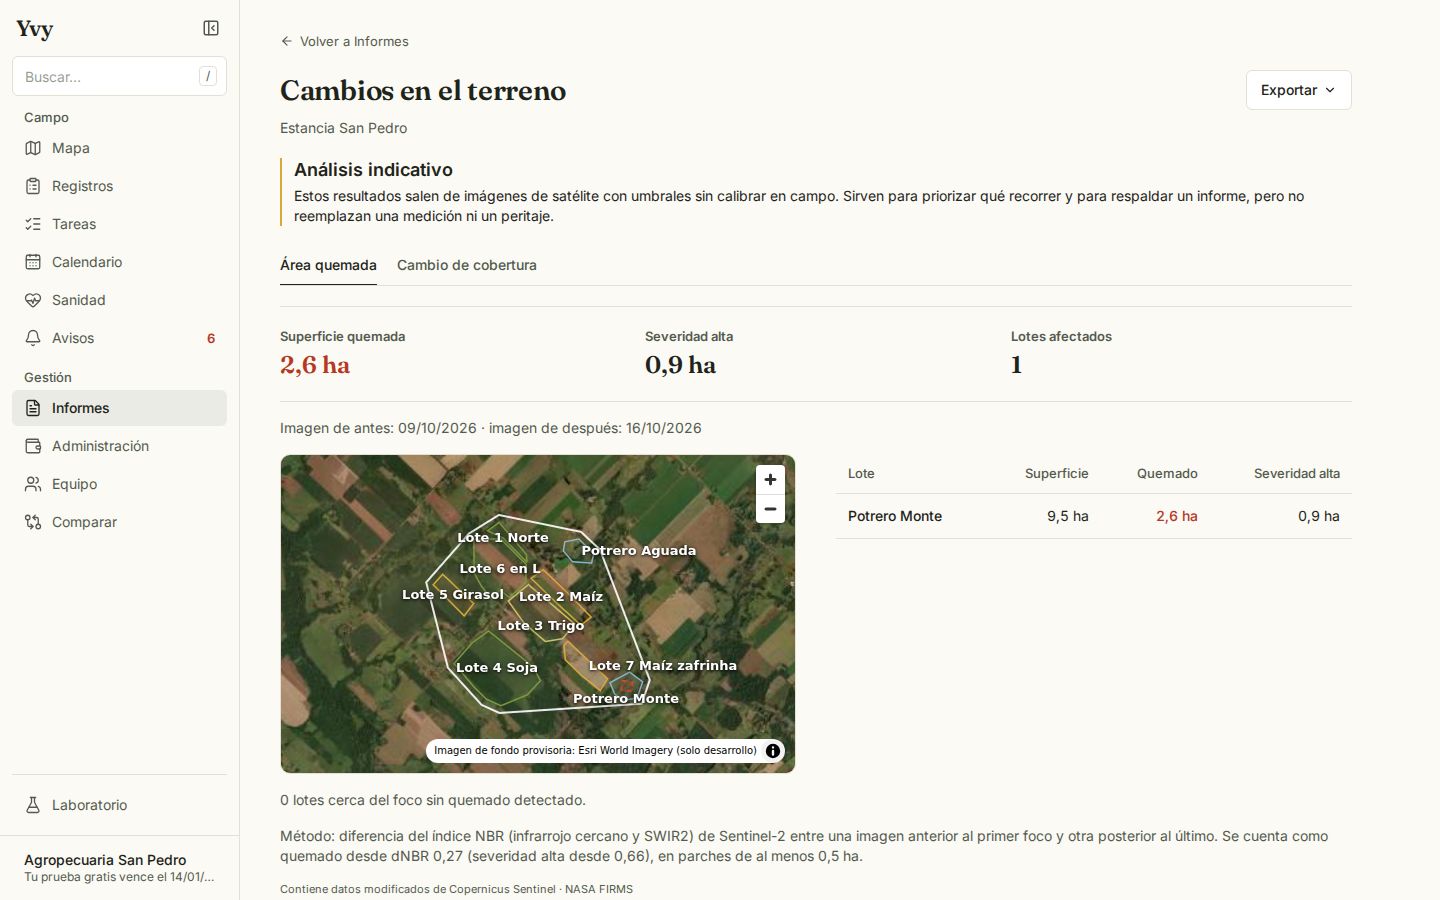 Yvy
Buscar...
/
Campo
Mapa
Registros
Tareas
Calendario
Sanidad
Avisos 6
Gestión
Informes
Administración
Equipo
Comparar
Laboratorio
Agropecuaria San Pedro
Tu prueba gratis vence el 14/01/...
Volver a Informes
Cambios en el terreno
Exportar
Estancia San Pedro
Análisis indicativo
Estos resultados salen de imágenes de satélite con umbrales sin calibrar en campo. Sirven para priorizar qué recorrer y para respaldar un informe, pero no
reemplazan una medición ni un peritaje.
Área quemada Cambio de cobertura
Superficie quemada Severidad alta Lotes afectados
2,6 ha 0,9 ha 1
Imagen de antes: 09/10/2026 · imagen de después: 16/10/2026
Lote 1 Norte
Potrero Aguada
Lote 6 en L
Lote 5 Girasol
Lote 2 Maíz
Lote 3 Trigo
Lote 4 Soja
Lote 7 Maíz zafrinha
Potrero Monte
Imagen de fondo provisoria: Esri World Imagery (solo desarrollo)
Lote Superficie Quemado Severidad alta
Potrero Monte 9,5 ha 2,6 ha 0,9 ha
0 lotes cerca del foco sin quemado detectado.
Método: diferencia del índice NBR (infrarrojo cercano y SWIR2) de Sentinel-2 entre una imagen anterior al primer foco y otra posterior al último. Se cuenta como
quemado desde dNBR 0,27 (severidad alta desde 0,66), en parches de al menos 0,5 ha.
Contiene datos modificados de Copernicus Sentinel · NASA FIRMS